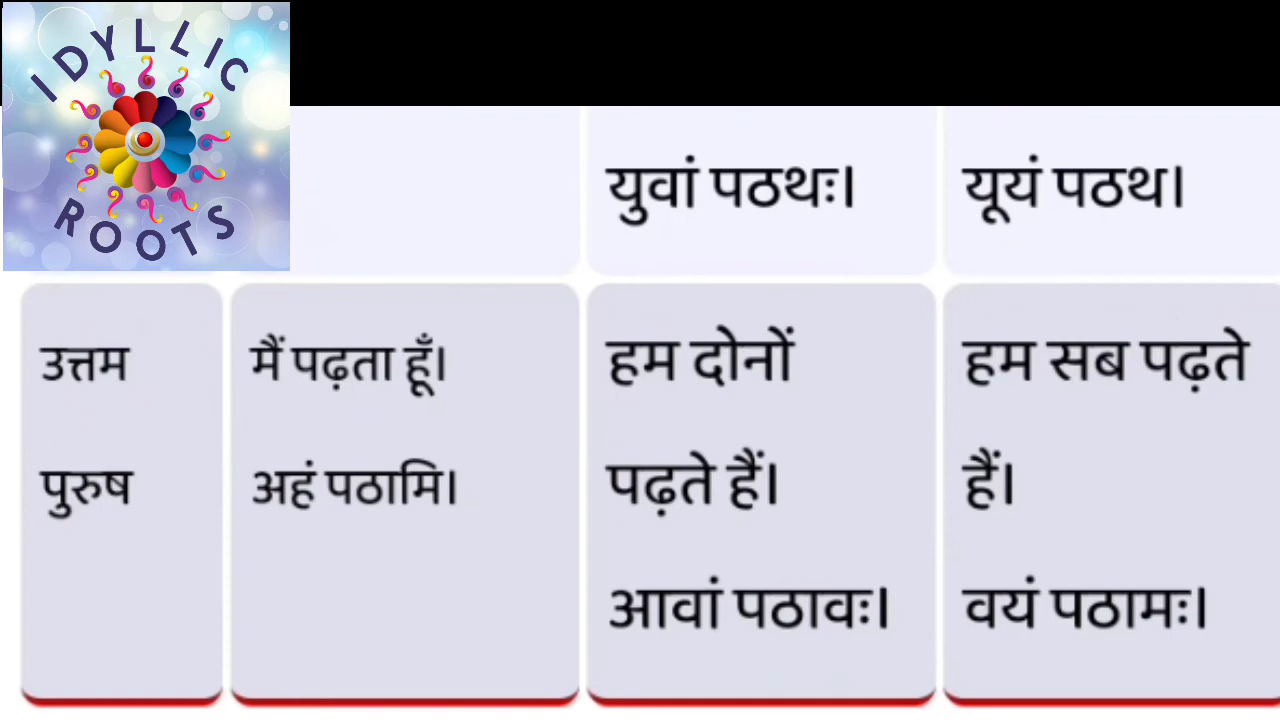 IDYLLIC
ROOTS
युवां पठथः।
यूयं पठथ।
उत्तम
पुरुष
मैं पढ़ता हूँ।
अहं पठामि।
हम दोनों
पढ़ते हैं।
आवां पठावः।
हम सब पढ़ते
हैं।
वयं पठामः।